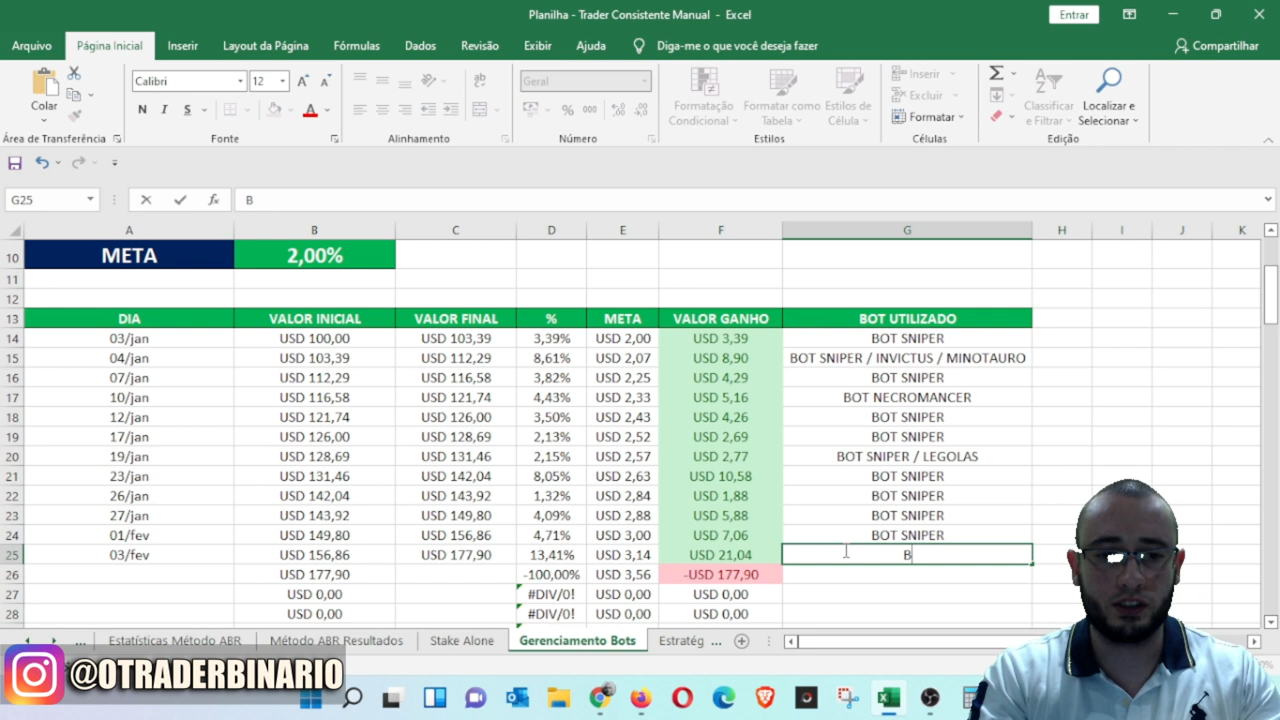 Planilha - Trader Consistente Manual - Excel
Entrar
Arquivo Página Inicial Inserir Layout da Página Fórmulas Dados Revisão Exibir Ajuda Diga-me o que você deseja fazer Compartilhar
Colar
Calibri 12
N I S
Geral
% 000
Formatação Condicional
Formatar como Tabela
Estilos de Célula
Inserir
Excluir
Formatar
Classificar e Filtrar
Localizar e Selecionar
Área de Transferência Fonte Alinhamento Número Estilos Células Edição
G25 fx B
A B C D E F G H I J K
10 META 2,00%
11
12
13 DIA VALOR INICIAL VALOR FINAL % META VALOR GANHO BOT UTILIZADO
14 03/jan USD 100,00 USD 103,39 3,39% USD 2,00 USD 3,39 BOT SNIPER
15 04/jan USD 103,39 USD 112,29 8,61% USD 2,07 USD 8,90 BOT SNIPER / INVICTUS / MINOTAURO
16 07/jan USD 112,29 USD 116,58 3,82% USD 2,25 USD 4,29 BOT SNIPER
17 10/jan USD 116,58 USD 121,74 4,43% USD 2,33 USD 5,16 BOT NECROMANCER
18 12/jan USD 121,74 USD 126,00 3,50% USD 2,43 USD 4,26 BOT SNIPER
19 17/jan USD 126,00 USD 128,69 2,13% USD 2,52 USD 2,69 BOT SNIPER
20 19/jan USD 128,69 USD 131,46 2,15% USD 2,57 USD 2,77 BOT SNIPER / LEGOLAS
21 23/jan USD 131,46 USD 142,04 8,05% USD 2,63 USD 10,58 BOT SNIPER
22 26/jan USD 142,04 USD 143,92 1,32% USD 2,84 USD 1,88 BOT SNIPER
23 27/jan USD 143,92 USD 149,80 4,09% USD 2,88 USD 5,88 BOT SNIPER
24 01/fev USD 149,80 USD 156,86 4,71% USD 3,00 USD 7,06 BOT SNIPER
25 03/fev USD 156,86 USD 177,90 13,41% USD 3,14 USD 21,04 B
26 USD 177,90 -100,00% USD 3,56 -USD 177,90
27 USD 0,00 #DIV/0! USD 0,00 USD 0,00
28 USD 0,00 #DIV/0! USD 0,00 USD 0,00
... Estatísticas Método ABR Método ABR Resultados Stake Alone Gerenciamento Bots Estratég ...
@OTRADERBINARIO